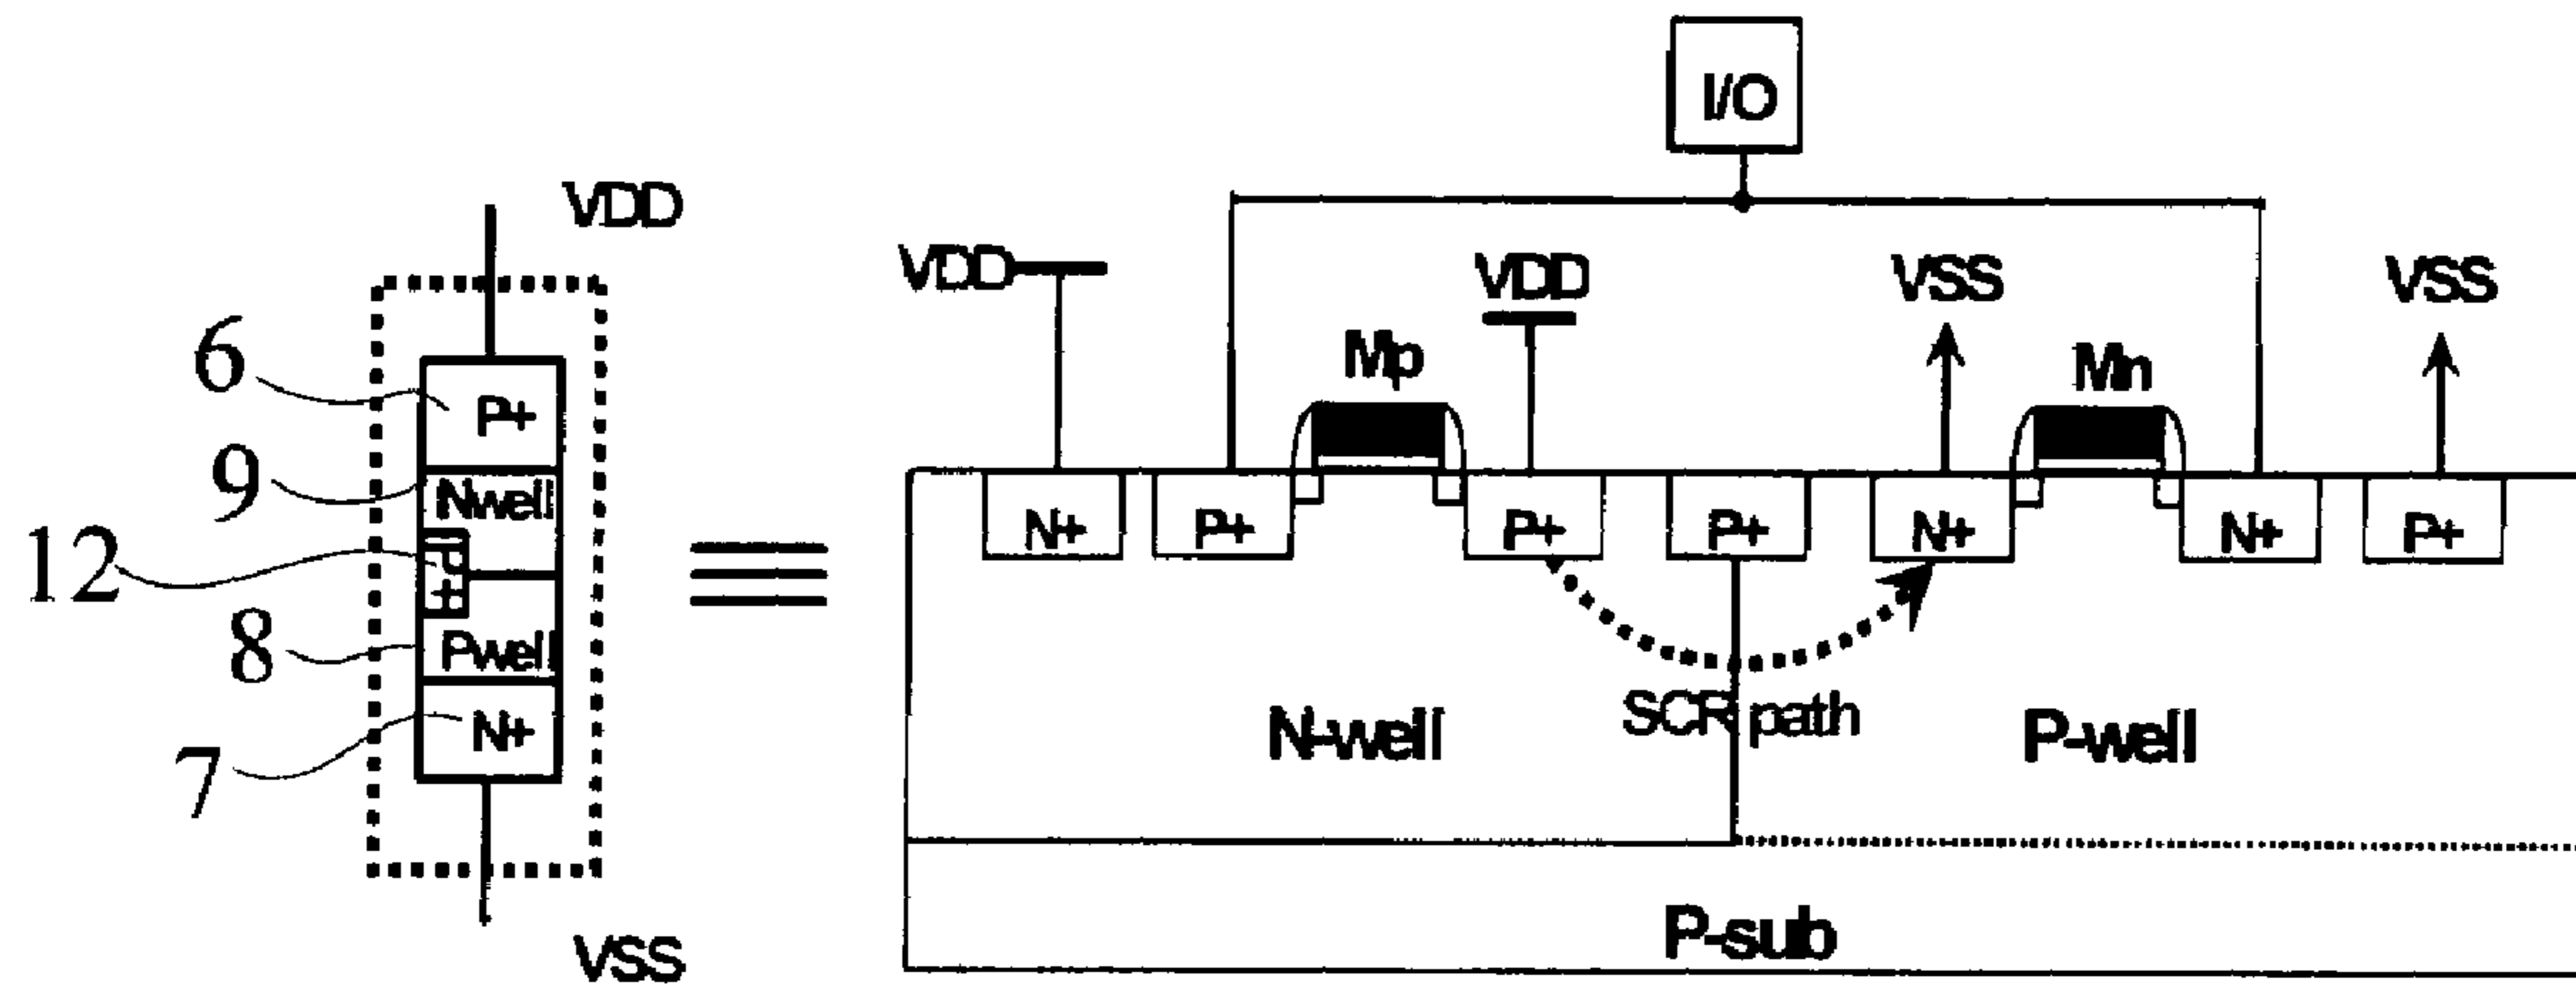 I/O
VDD
VDD
VDD
VSS
VSS
6
Mp
Mn
P+
9
Nwell
N+
P+
P+
P+
N+
N+
P+
12
P+
8
Pwell
SCR path
7
N+
N-well
P-well
P-sub
VSS